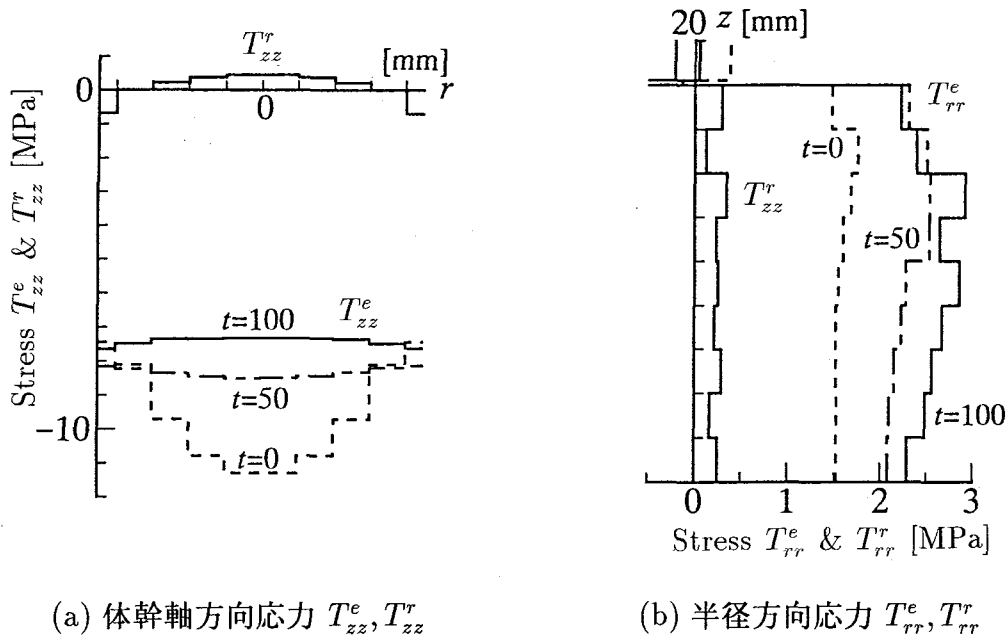 T^r_zz
[mm]
0
r
0
Stress T^e_zz & T^r_zz [MPa]
T^e_zz
t=100
t=50
−10
t=0
20 z [mm]
T^e_rr
t=0
T^r_zz
t=50
t=100
0 1 2 3
Stress T^e_rr & T^r_rr [MPa]
(a) 体幹軸方向応力 T^e_zz, T^r_zz
(b) 半径方向応力 T^e_rr, T^r_rr